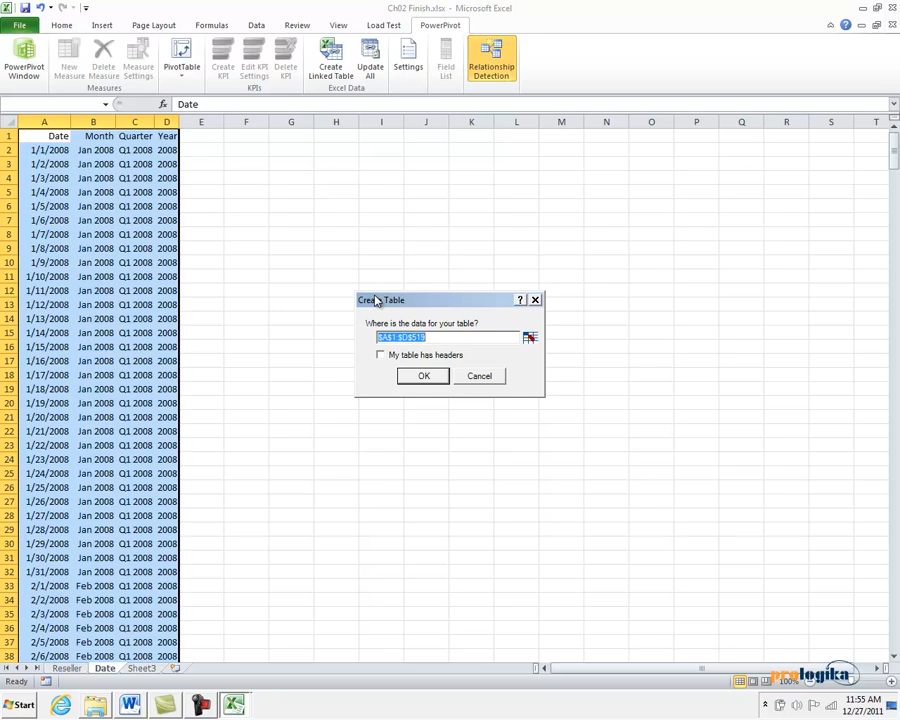 Ch02 Finish.xlsx - Microsoft Excel
File Home Insert Page Layout Formulas Data Review View Load Test PowerPivot
PowerPivot Window
New Measure
Delete Measure
Measure Settings
PivotTable
Create KPI
Edit KPI Settings
Delete KPI
Create Linked Table
Update All
Settings
Field List
Relationship Detection
Measures KPIs Excel Data
fx Date
A B C D E F G H I J K L M N O P Q R S T
1 Date Month Quarter Year
2 1/1/2008 Jan 2008 Q1 2008 2008
3 1/2/2008 Jan 2008 Q1 2008 2008
4 1/3/2008 Jan 2008 Q1 2008 2008
5 1/4/2008 Jan 2008 Q1 2008 2008
6 1/5/2008 Jan 2008 Q1 2008 2008
7 1/6/2008 Jan 2008 Q1 2008 2008
8 1/7/2008 Jan 2008 Q1 2008 2008
9 1/8/2008 Jan 2008 Q1 2008 2008
10 1/9/2008 Jan 2008 Q1 2008 2008
11 1/10/2008 Jan 2008 Q1 2008 2008
12 1/11/2008 Jan 2008 Q1 2008 2008
13 1/12/2008 Jan 2008 Q1 2008 2008
14 1/13/2008 Jan 2008 Q1 2008 2008
15 1/14/2008 Jan 2008 Q1 2008 2008
16 1/15/2008 Jan 2008 Q1 2008 2008
17 1/16/2008 Jan 2008 Q1 2008 2008
18 1/17/2008 Jan 2008 Q1 2008 2008
19 1/18/2008 Jan 2008 Q1 2008 2008
20 1/19/2008 Jan 2008 Q1 2008 2008
21 1/20/2008 Jan 2008 Q1 2008 2008
22 1/21/2008 Jan 2008 Q1 2008 2008
23 1/22/2008 Jan 2008 Q1 2008 2008
24 1/23/2008 Jan 2008 Q1 2008 2008
25 1/24/2008 Jan 2008 Q1 2008 2008
26 1/25/2008 Jan 2008 Q1 2008 2008
27 1/26/2008 Jan 2008 Q1 2008 2008
28 1/27/2008 Jan 2008 Q1 2008 2008
29 1/28/2008 Jan 2008 Q1 2008 2008
30 1/29/2008 Jan 2008 Q1 2008 2008
31 1/30/2008 Jan 2008 Q1 2008 2008
32 1/31/2008 Jan 2008 Q1 2008 2008
33 2/1/2008 Feb 2008 Q1 2008 2008
34 2/2/2008 Feb 2008 Q1 2008 2008
35 2/3/2008 Feb 2008 Q1 2008 2008
36 2/4/2008 Feb 2008 Q1 2008 2008
37 2/5/2008 Feb 2008 Q1 2008 2008
38 2/6/2008 Feb 2008 Q1 2008 2008
Create Table
Where is the data for your table?
$A$1:$D$519
My table has headers
OK Cancel
Reseller Date Sheet3
Ready
prologika
100%
Start
11:55 AM
12/27/2011